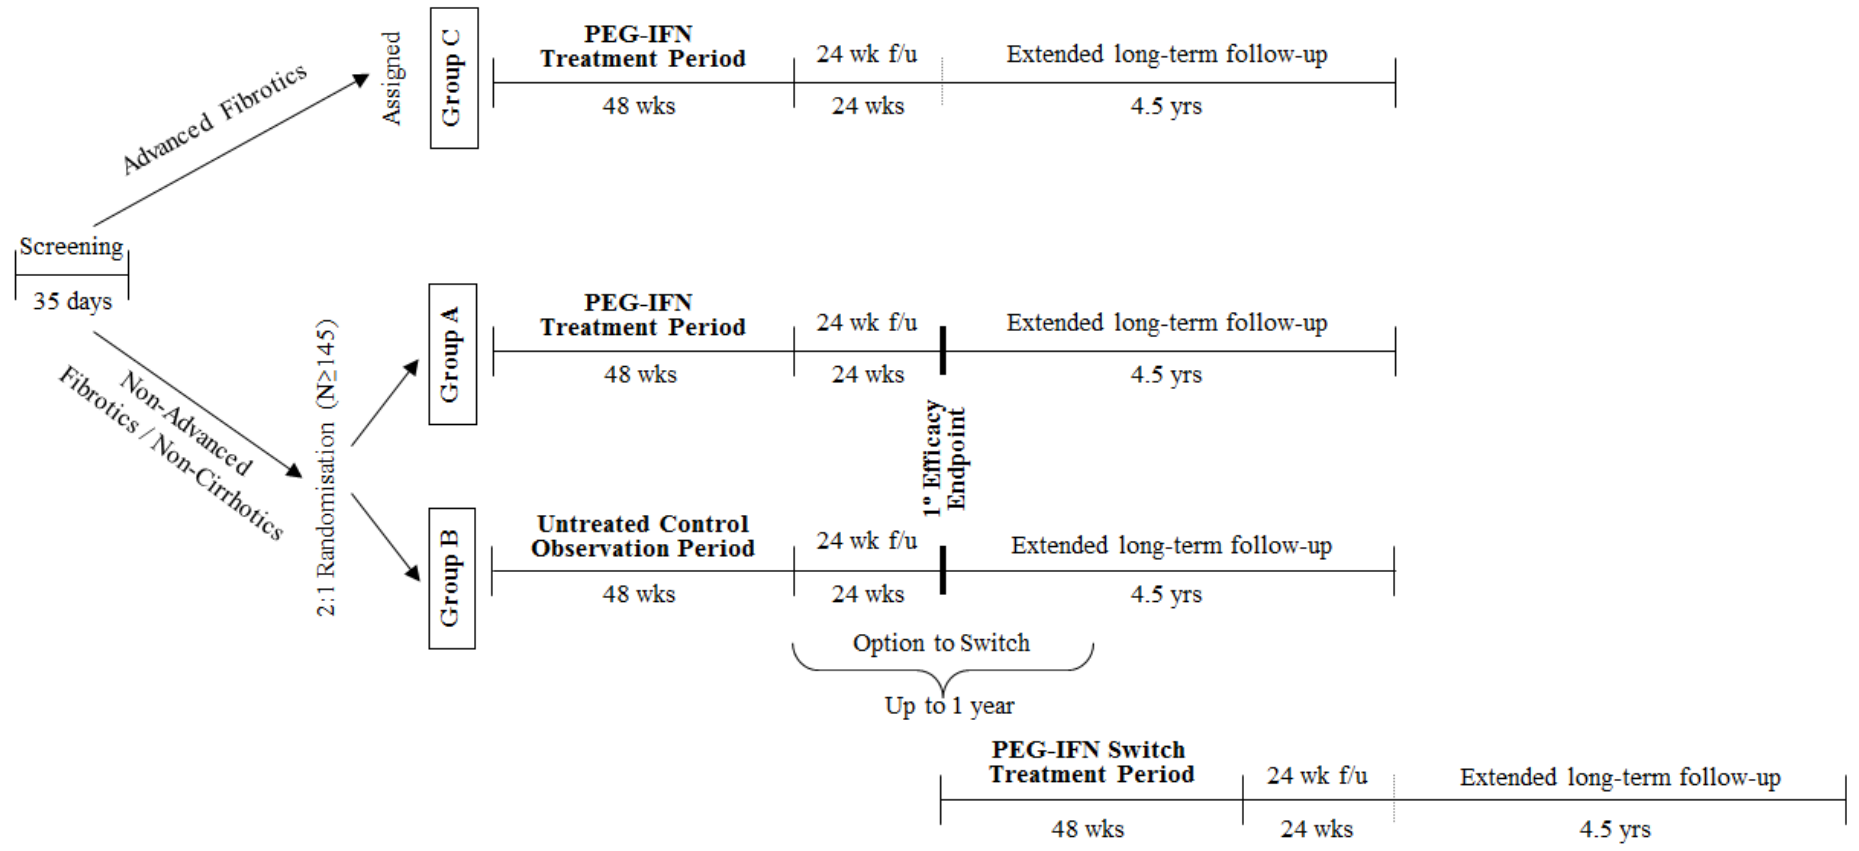 Advanced Fibrotics
Assigned
Group C
PEG-IFN
Treatment Period
24 wk f/u
Extended long-term follow-up
48 wks
24 wks
4.5 yrs
Screening
35 days
Non-Advanced
Fibrotics / Non-Cirrhotics
2:1 Randomisation (N≥145)
Group A
PEG-IFN
Treatment Period
24 wk f/u
Extended long-term follow-up
48 wks
24 wks
4.5 yrs
1° Efficacy
Endpoint
Group B
Untreated Control
Observation Period
24 wk f/u
Extended long-term follow-up
48 wks
24 wks
4.5 yrs
Option to Switch
Up to 1 year
PEG-IFN Switch
Treatment Period
24 wk f/u
Extended long-term follow-up
48 wks
24 wks
4.5 yrs